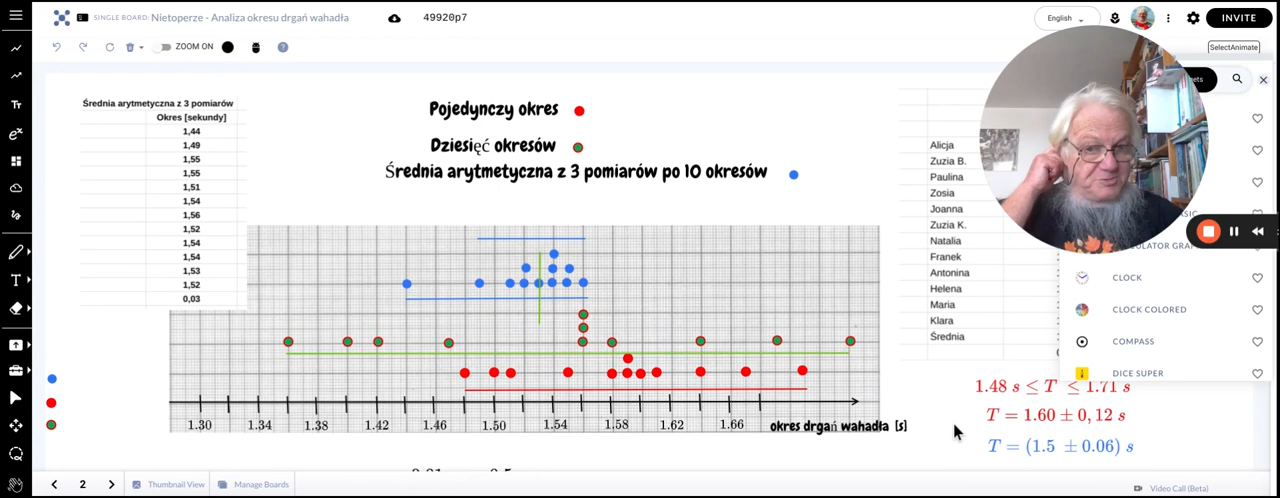 SINGLE BOARD: Nietoperze - Analiza okresu drgań wahadła
49920p7
English
INVITE
ZOOM ON
SelectAnimate
Średnia arytmetyczna z 3 pomiarów
Okres [sekundy]
1,44
1,49
1,55
1,55
1,51
1,54
1,56
1,52
1,54
1,54
1,53
1,52
0,03
Pojedynczy okres
Dziesięć okresów
Średnia arytmetyczna z 3 pomiarów po 10 okresów
Alicja
Zuzia B.
Paulina
Zosia
Joanna
Zuzia K.
Natalia
Franek
Antonina
Helena
Maria
Klara
Średnia
CLOCK
CLOCK COLORED
COMPASS
DICE SUPER
1.30 1.34 1.38 1.42 1.46 1.50 1.54 1.58 1.62 1.66
okres drgań wahadła [s]
1.48 s ≤ T ≤ 1.71 s
T = 1.60 ± 0, 12 s
T = (1.5 ± 0.06) s
2
Thumbnail View
Manage Boards
Video Call (Beta)